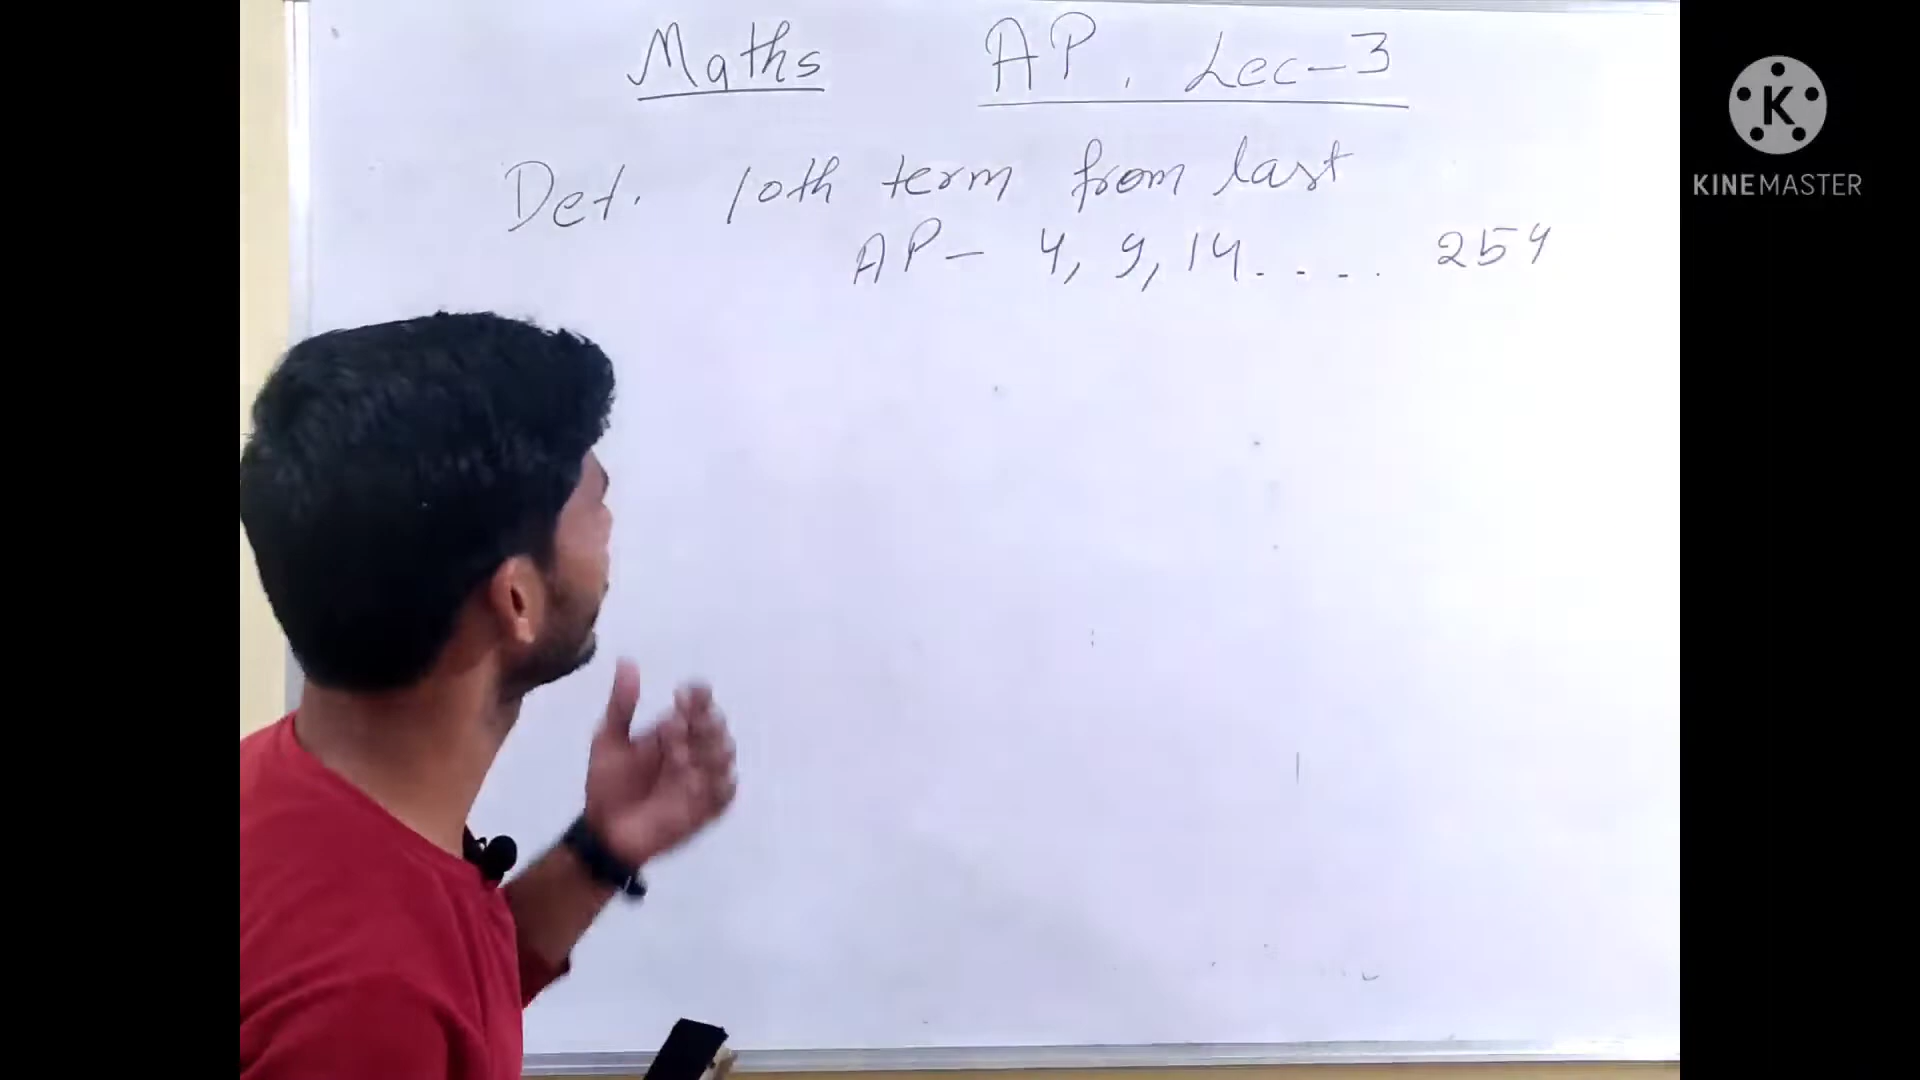 Maths AP. Lec-3
Det. 10th term from last
AP- 4, 9, 14..... 254
K
KINEMASTER